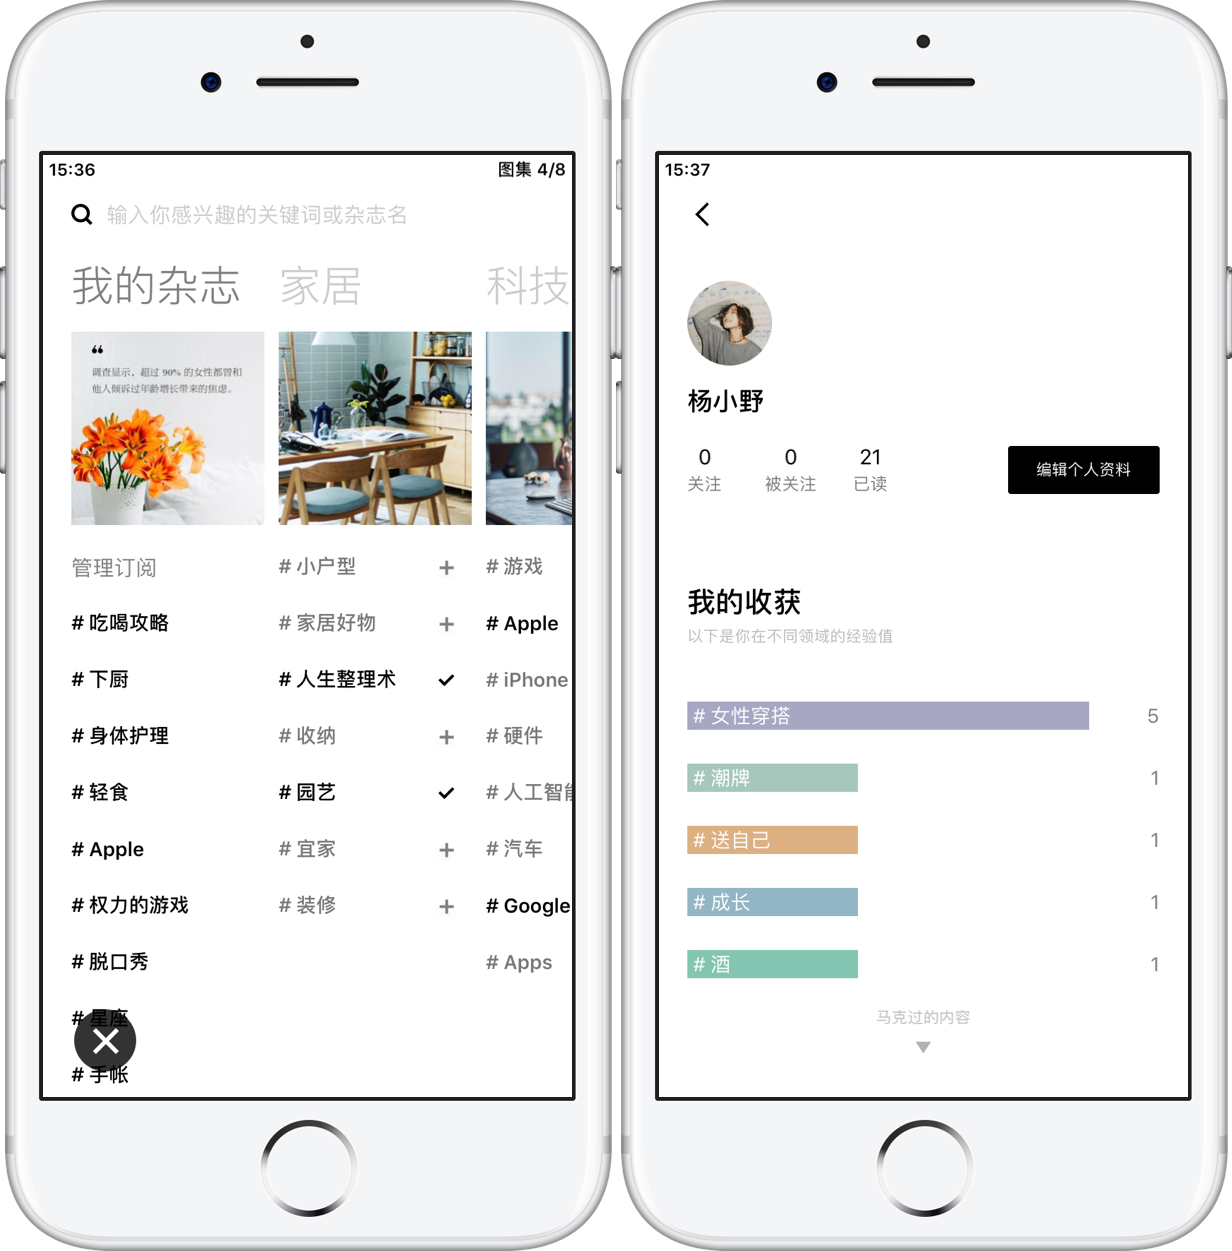 15:36
图集 4/8
输入你感兴趣的关键词或杂志名
我的杂志
家居
科技
“
调查显示，超过 90% 的女性都曾和
他人倾诉过年龄增长带来的焦虑。
管理订阅
# 吃喝攻略
# 下厨
# 身体护理
# 轻食
# Apple
# 权力的游戏
# 脱口秀
# 星座
# 手帐
# 小户型
# 家居好物
# 人生整理术
# 收纳
# 园艺
# 宜家
# 装修
# 游戏
# Apple
# iPhone
# 硬件
# 人工智能
# 汽车
# Google
# Apps
15:37
杨小野
0
关注
0
被关注
21
已读
编辑个人资料
我的收获
以下是你在不同领域的经验值
# 女性穿搭 5
# 潮牌 1
# 送自己 1
# 成长 1
# 酒 1
马克过的内容